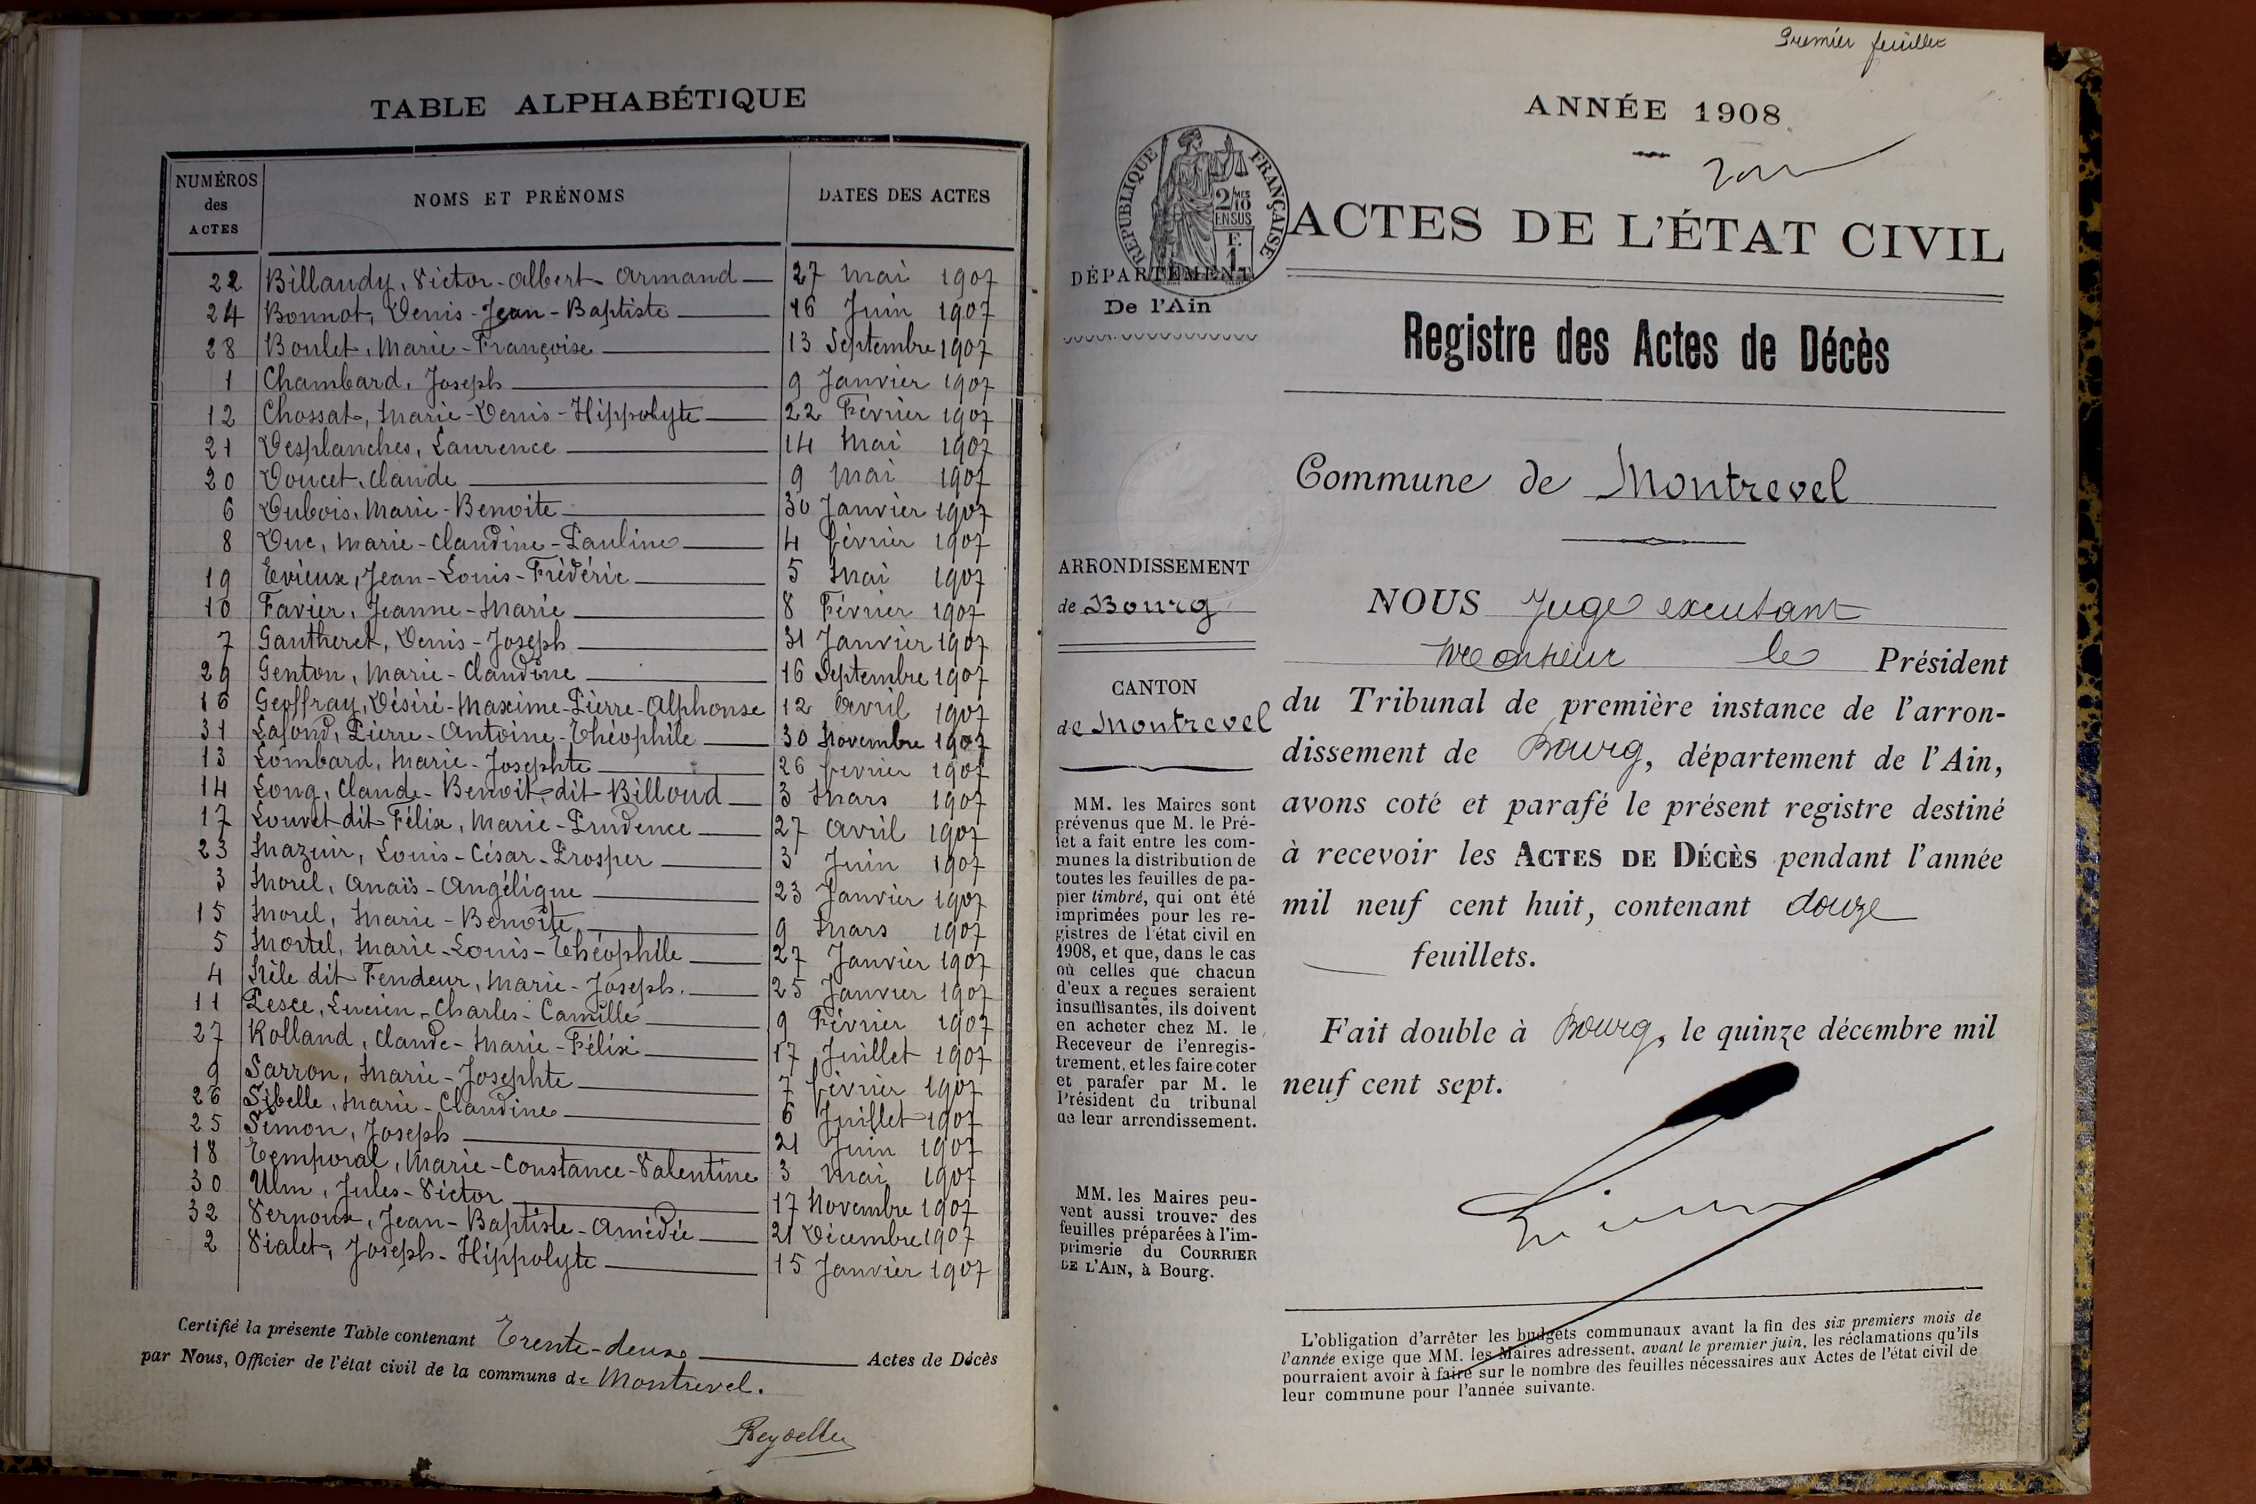 TABLE ALPHABÉTIQUE
NUMÉROS des ACTES NOMS ET PRÉNOMS DATES DES ACTES
22 Billaudy, Victor-Albert-Armand 27 Mai 1907
24 Bonnot, Denis-Jean-Baptiste 16 Juin 1907
28 Boulet, Marie-Françoise 13 Septembre 1907
1 Chambard, Joseph 9 Janvier 1907
12 Chossat, Marie-Denis-Hippolyte 22 Février 1907
21 Desplanches, Laurence 14 Mai 1907
20 Doucet, Claude 9 Mai 1907
6 Dubois, Marie-Benoite 30 Janvier 1907
8 Duc, Marie-Claudine-Pauline 4 février 1907
19 Evieux, Jean-Louis-Frédéric 5 Mai 1907
10 Favier, Jeanne-Marie 8 Février 1907
7 Gautheret, Denis-Joseph 31 Janvier 1907
29 Genton, Marie-Claudine 16 Septembre 1907
16 Geoffray, Désiré-Maxime-Pierre-Alphonse 12 Avril 1907
31 Lafond, Pierre-Antoine-Théophile 30 Novembre 1907
13 Lombard, Marie-Josephte 26 février 1907
14 Long, Claude-Benoit, dit Billoud 3 Mars 1907
17 Louvet dit Félix, Marie-Prudence 27 Avril 1907
23 Mazuir, Louis-César-Prosper 3 Juin 1907
3 Morel, Anaïs-Angélique 23 Janvier 1907
15 Morel, Marie-Benoîte 9 Mars 1907
5 Mortel, Marie-Louis-Théophile 27 Janvier 1907
4 Nèle dit Fendeur, Marie-Joseph. 25 Janvier 1907
11 Pesce, Lucien-Charles-Camille 9 Février 1907
27 Rolland, Claude-Marie-Félix 17 Juillet 1907
9 Sarron, Marie-Josephte 7 février 1907
26 Sibelle, Marie-Claudine 6 Juillet 1907
25 Simon, Joseph 21 Juin 1907
18 Temporal, Marie-Constance-Valentine 3 Mai 1907
30 Ulm, Jules-Victor 17 Novembre 1907
32 Vernoux, Jean-Baptiste-Amédée 21 Décembre 1907
2 Vialet, Joseph-Hippolyte 15 Janvier 1907
Certifié la présente Table contenant Trente-deux Actes de Décès
par Nous, Officier de l'état civil de la commune de Montrevel.
Premier feuillet
ANNÉE 1908
RÉPUBLIQUE FRANÇAISE
2/10 MES
EN SUS
F.
1
ACTES DE L'ÉTAT CIVIL
DÉPARTEMENT
De l'Ain
Registre des Actes de Décès
Commune de Montrevel
ARRONDISSEMENT
de Bourg
CANTON
de Montrevel
MM. les Maires sont
prévenus que M. le Pré-
fet a fait entre les com-
munes la distribution de
toutes les feuilles de pa-
pier timbré, qui ont été
imprimées pour les re-
gistres de l'état civil en
1908, et que, dans le cas
où celles que chacun
d'eux a reçues seraient
insuffisantes, ils doivent
en acheter chez M. le
Receveur de l'enregis-
trement, et les faire coter
et parafer par M. le
Président du tribunal
de leur arrondissement.
MM. les Maires peu-
vent aussi trouver des
feuilles préparées à l'im-
primerie du COURRIER
DE L'AIN, à Bourg.
NOUS Juge excutant
Monsieur le Président
du Tribunal de première instance de l'arron-
dissement de Bourg, département de l'Ain,
avons coté et parafé le présent registre destiné
à recevoir les ACTES DE DÉCÈS pendant l'année
mil neuf cent huit, contenant douze
feuillets.
Fait double à Bourg, le quinze décembre mil
neuf cent sept.
L'obligation d'arrêter les budgets communaux avant la fin des six premiers mois de
l'année exige que MM. les Maires adressent, avant le premier juin, les réclamations qu'ils
pourraient avoir à faire sur le nombre des feuilles nécessaires aux Actes de l'état civil de
leur commune pour l'année suivante.